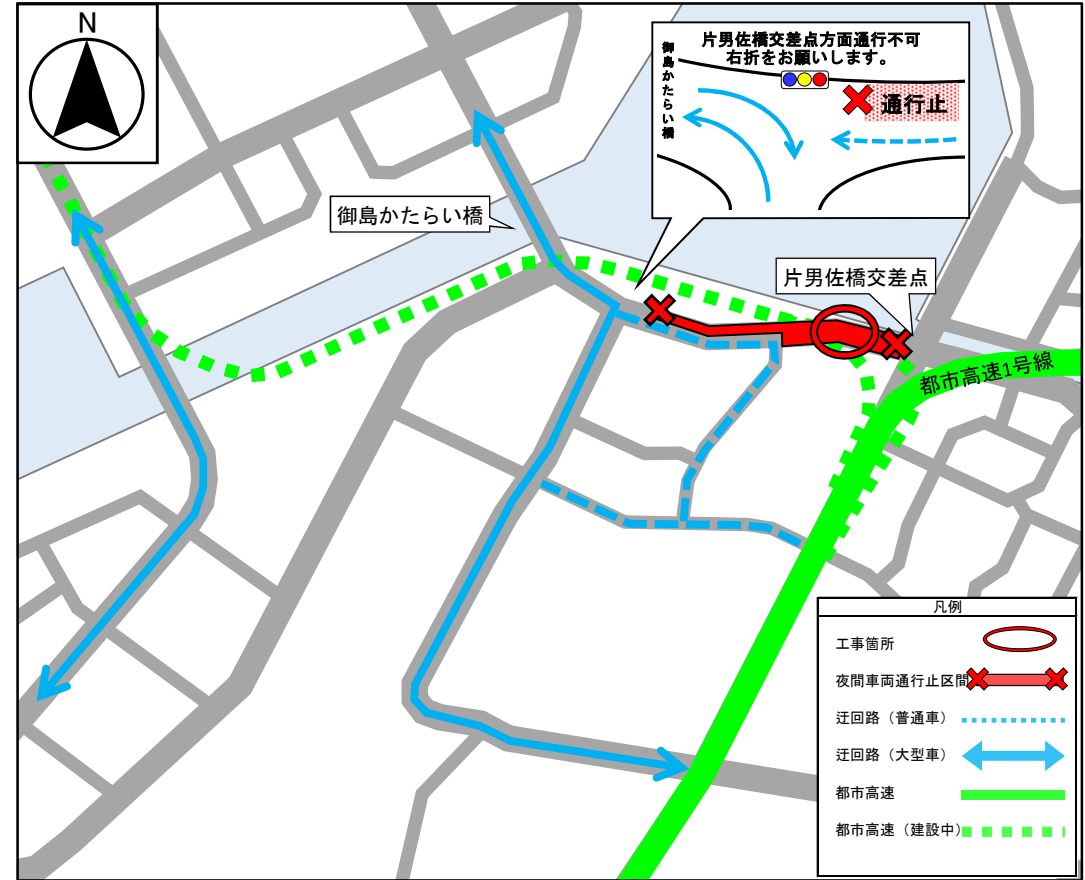 N
片男佐橋交差点方面通行不可
右折をお願いします。
御島かたらい橋
通行止
御島かたらい橋
片男佐橋交差点
都市高速1号線
凡例
工事箇所
夜間車両通行止区間
迂回路（普通車）
迂回路（大型車）
都市高速
都市高速（建設中）